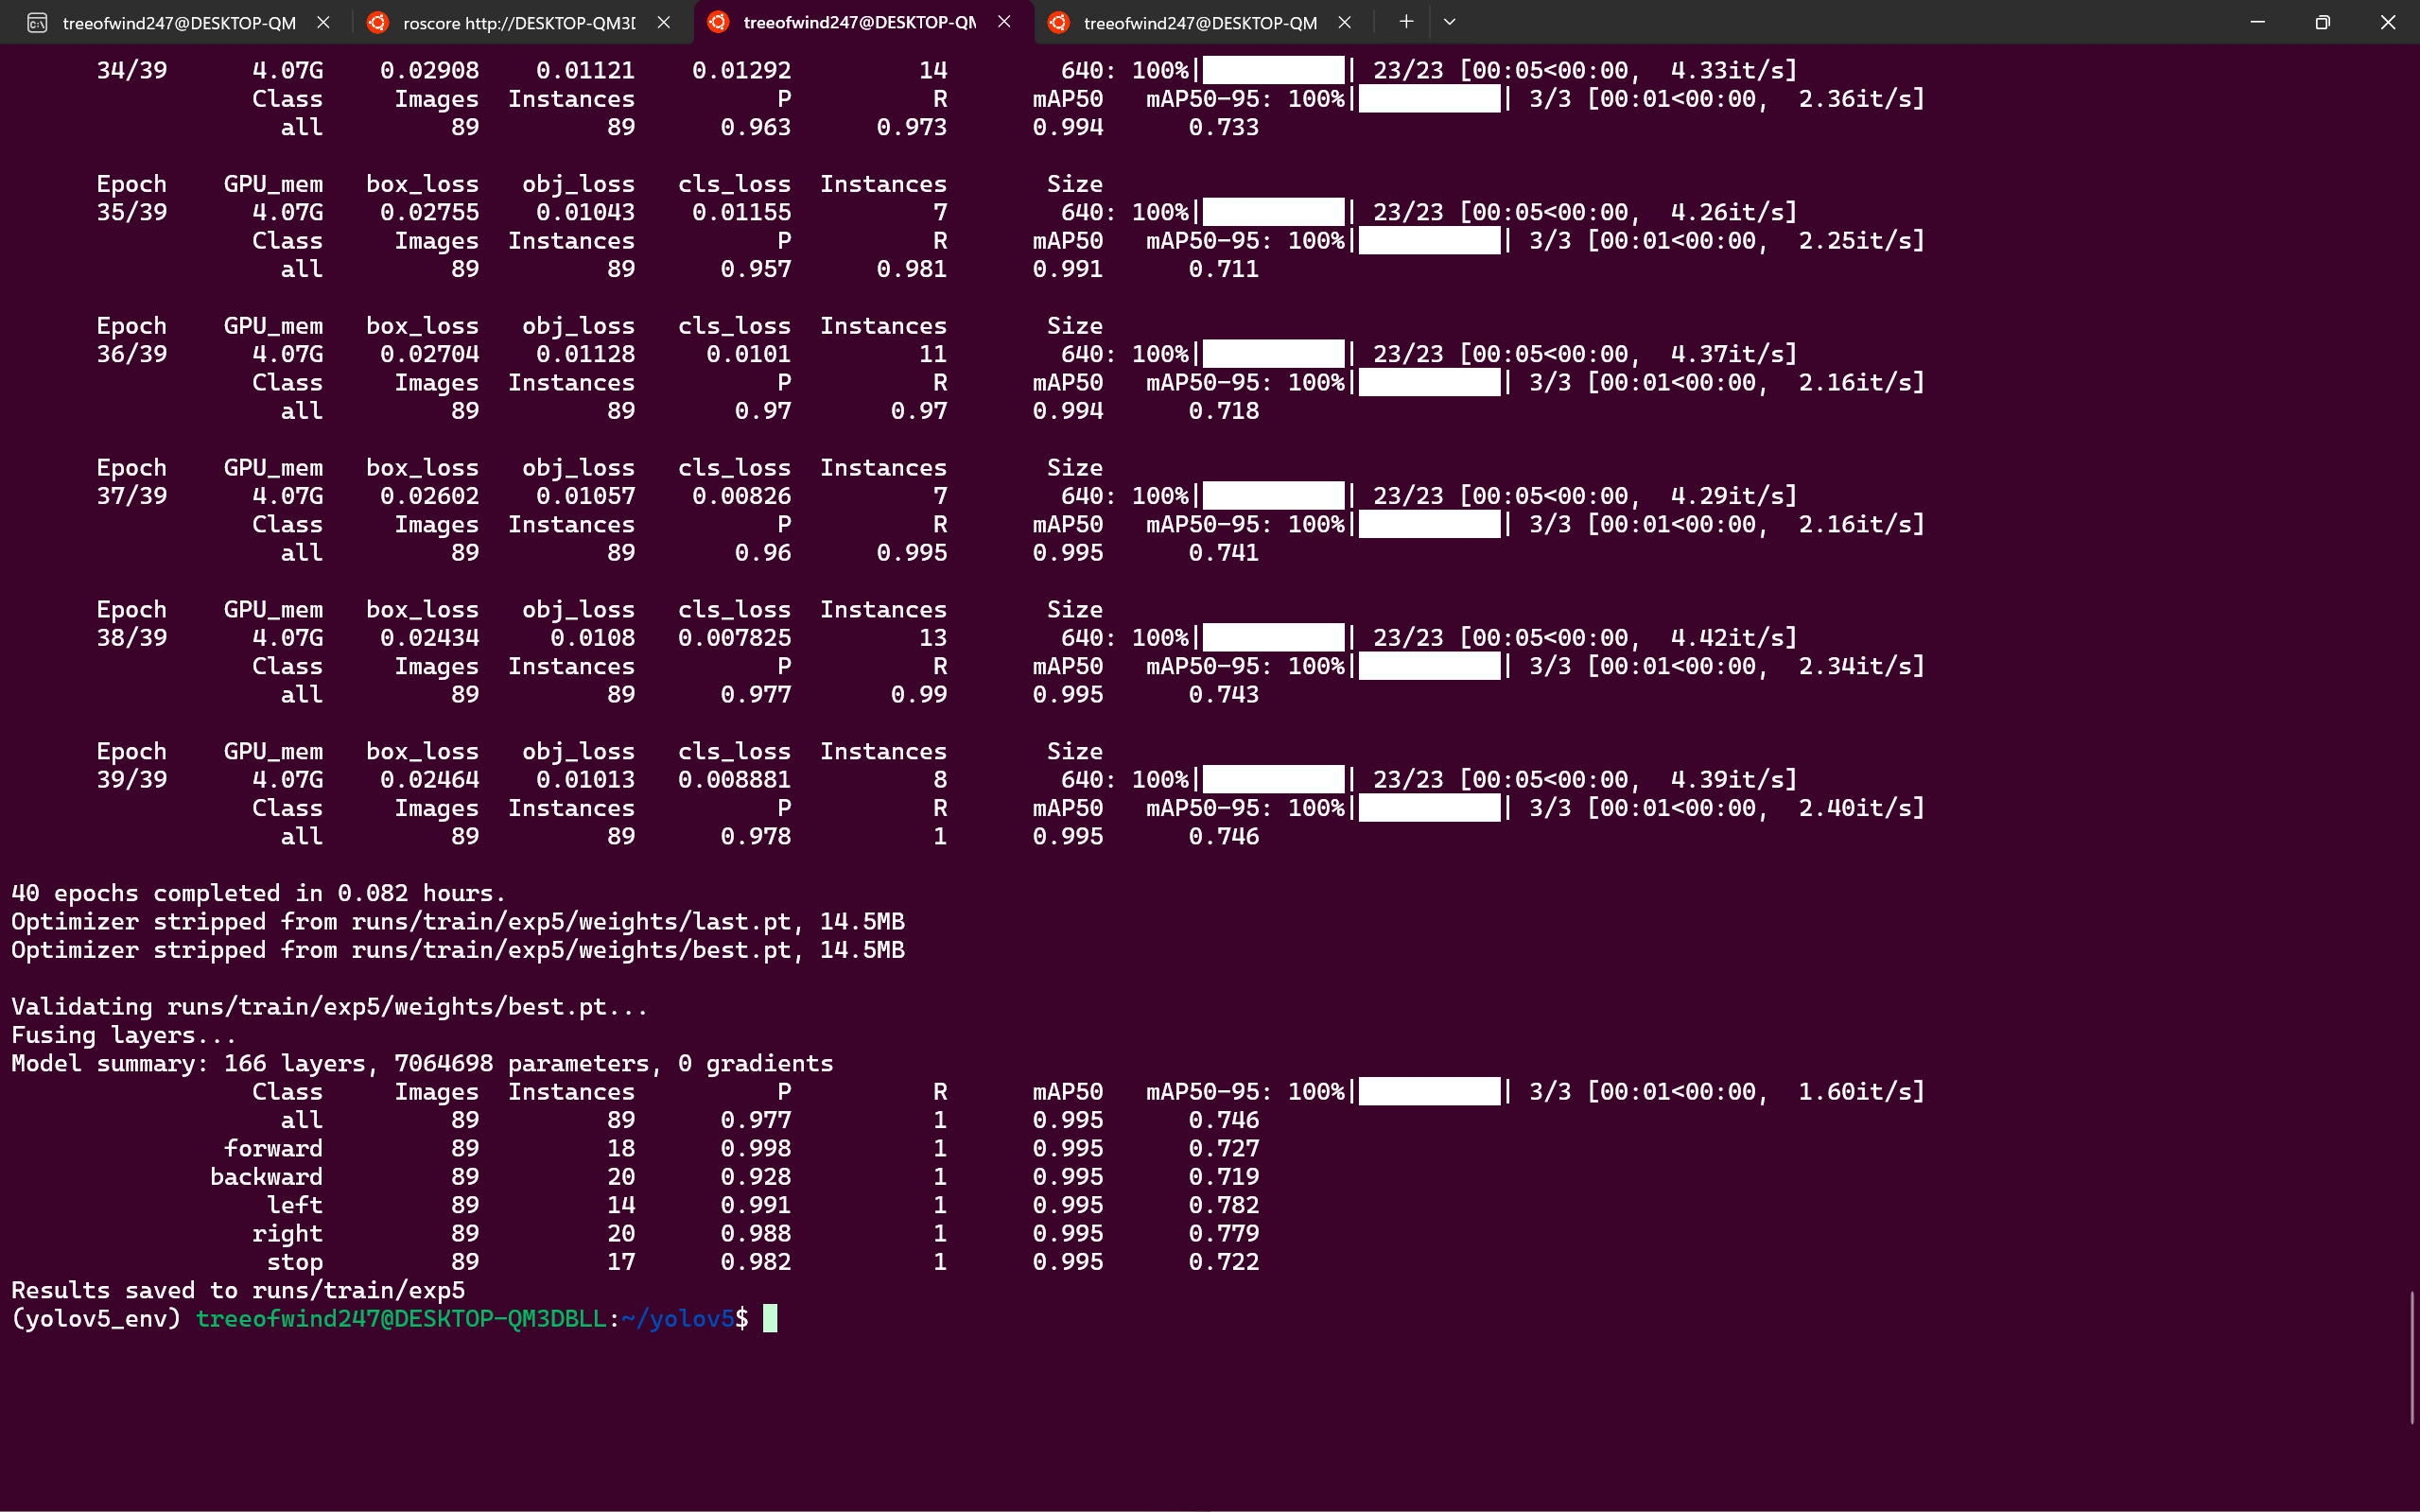 treeofwind247@DESKTOP-QM
roscore http://DESKTOP-QM3D
treeofwind247@DESKTOP-QM
treeofwind247@DESKTOP-QM
34/39 4.07G 0.02908 0.01121 0.01292 14 640: 100%| | 23/23 [00:05<00:00, 4.33it/s]
Class Images Instances P R mAP50 mAP50-95: 100%| | 3/3 [00:01<00:00, 2.36it/s]
all 89 89 0.963 0.973 0.994 0.733
Epoch GPU_mem box_loss obj_loss cls_loss Instances Size
35/39 4.07G 0.02755 0.01043 0.01155 7 640: 100%| | 23/23 [00:05<00:00, 4.26it/s]
Class Images Instances P R mAP50 mAP50-95: 100%| | 3/3 [00:01<00:00, 2.25it/s]
all 89 89 0.957 0.981 0.991 0.711
Epoch GPU_mem box_loss obj_loss cls_loss Instances Size
36/39 4.07G 0.02704 0.01128 0.0101 11 640: 100%| | 23/23 [00:05<00:00, 4.37it/s]
Class Images Instances P R mAP50 mAP50-95: 100%| | 3/3 [00:01<00:00, 2.16it/s]
all 89 89 0.97 0.97 0.994 0.718
Epoch GPU_mem box_loss obj_loss cls_loss Instances Size
37/39 4.07G 0.02602 0.01057 0.00826 7 640: 100%| | 23/23 [00:05<00:00, 4.29it/s]
Class Images Instances P R mAP50 mAP50-95: 100%| | 3/3 [00:01<00:00, 2.16it/s]
all 89 89 0.96 0.995 0.995 0.741
Epoch GPU_mem box_loss obj_loss cls_loss Instances Size
38/39 4.07G 0.02434 0.0108 0.007825 13 640: 100%| | 23/23 [00:05<00:00, 4.42it/s]
Class Images Instances P R mAP50 mAP50-95: 100%| | 3/3 [00:01<00:00, 2.34it/s]
all 89 89 0.977 0.99 0.995 0.743
Epoch GPU_mem box_loss obj_loss cls_loss Instances Size
39/39 4.07G 0.02464 0.01013 0.008881 8 640: 100%| | 23/23 [00:05<00:00, 4.39it/s]
Class Images Instances P R mAP50 mAP50-95: 100%| | 3/3 [00:01<00:00, 2.40it/s]
all 89 89 0.978 1 0.995 0.746
40 epochs completed in 0.082 hours.
Optimizer stripped from runs/train/exp5/weights/last.pt, 14.5MB
Optimizer stripped from runs/train/exp5/weights/best.pt, 14.5MB
Validating runs/train/exp5/weights/best.pt...
Fusing layers...
Model summary: 166 layers, 7064698 parameters, 0 gradients
Class Images Instances P R mAP50 mAP50-95: 100%| | 3/3 [00:01<00:00, 1.60it/s]
all 89 89 0.977 1 0.995 0.746
forward 89 18 0.998 1 0.995 0.727
backward 89 20 0.928 1 0.995 0.719
left 89 14 0.991 1 0.995 0.782
right 89 20 0.988 1 0.995 0.779
stop 89 17 0.982 1 0.995 0.722
Results saved to runs/train/exp5
(yolov5_env) treeofwind247@DESKTOP-QM3DBLL:~/yolov5$